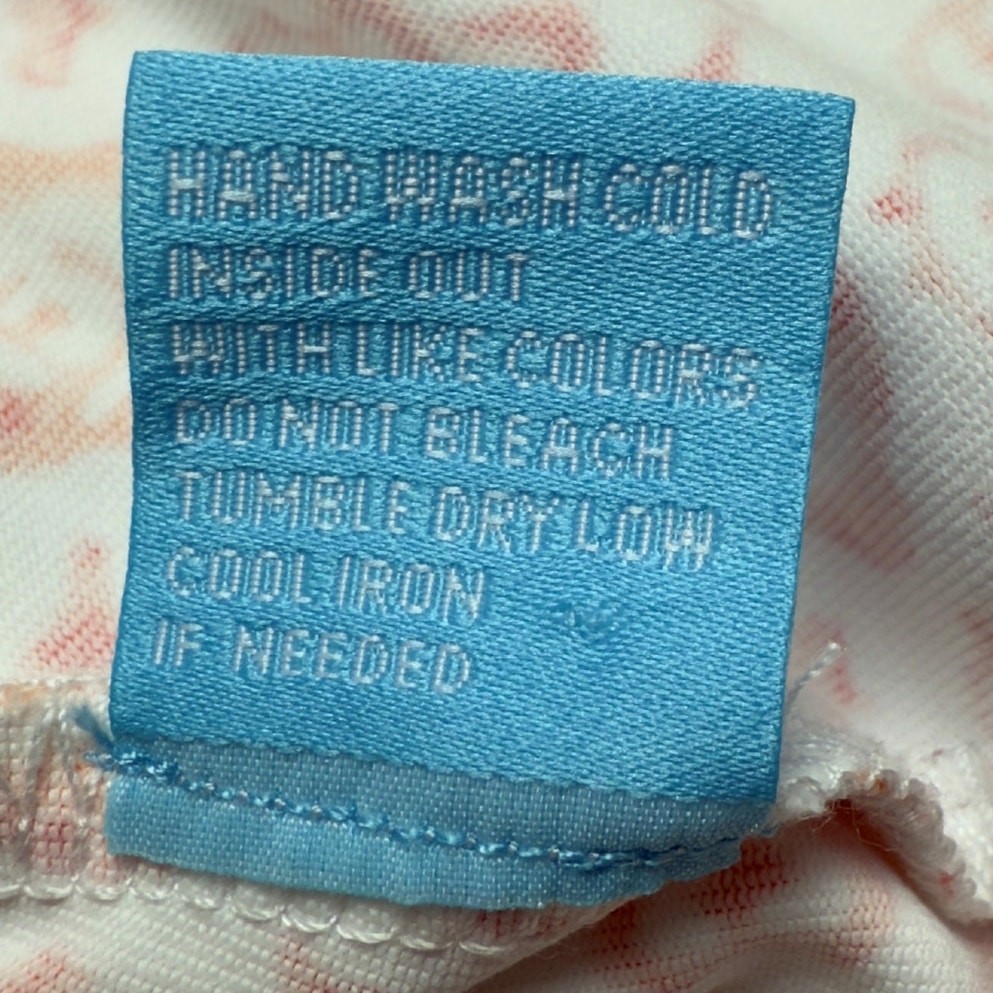 HAND WASH COLD
INSIDE OUT
WITH LIKE COLORS
DO NOT BLEACH
TUMBLE DRY LOW
COOL IRON
IF NEEDED